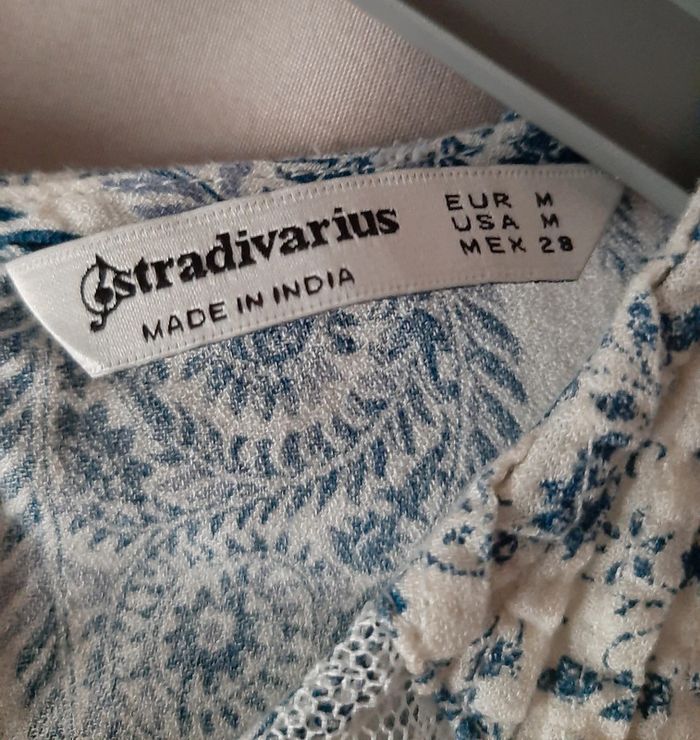 stradivarius
MADE IN INDIA
EUR M
USA M
MEX 28